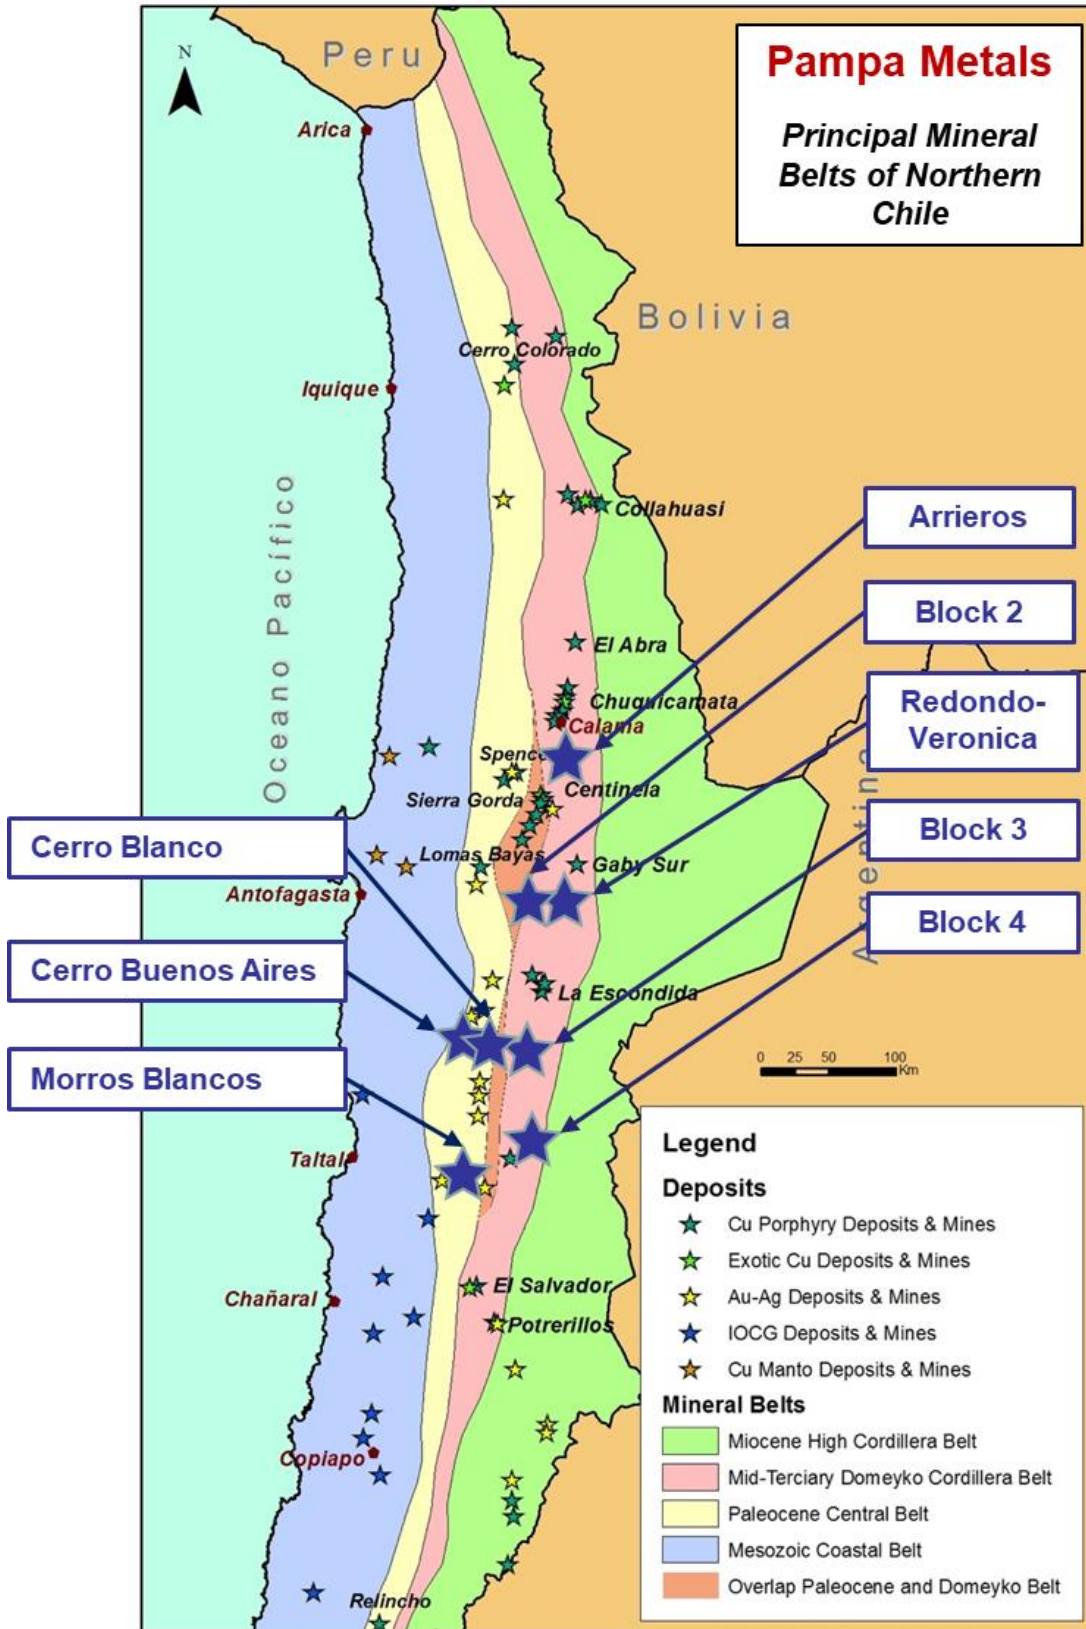 Pampa Metals
Principal Mineral
Belts of Northern
Chile
N
Peru
Arica
Bolivia
Cerro Colorado
Iquique
Oceano Pacífico
Collahuasi
Arrieros
Block 2
El Abra
Redondo-
Veronica
Chuquicamata
Calama
Argentina
Spence
Centinela
Sierra Gorda
Block 3
Cerro Blanco
Lomas Bayas
Gaby Sur
Antofagasta
Block 4
Cerro Buenos Aires
La Escondida
Morros Blancos
0 25 50 100
Km
Taltal
El Salvador
Chañaral
Potrerillos
Copiapo
Relincho
Legend
Deposits
Cu Porphyry Deposits & Mines
Exotic Cu Deposits & Mines
Au-Ag Deposits & Mines
IOCG Deposits & Mines
Cu Manto Deposits & Mines
Mineral Belts
Miocene High Cordillera Belt
Mid-Terciary Domeyko Cordillera Belt
Paleocene Central Belt
Mesozoic Coastal Belt
Overlap Paleocene and Domeyko Belt